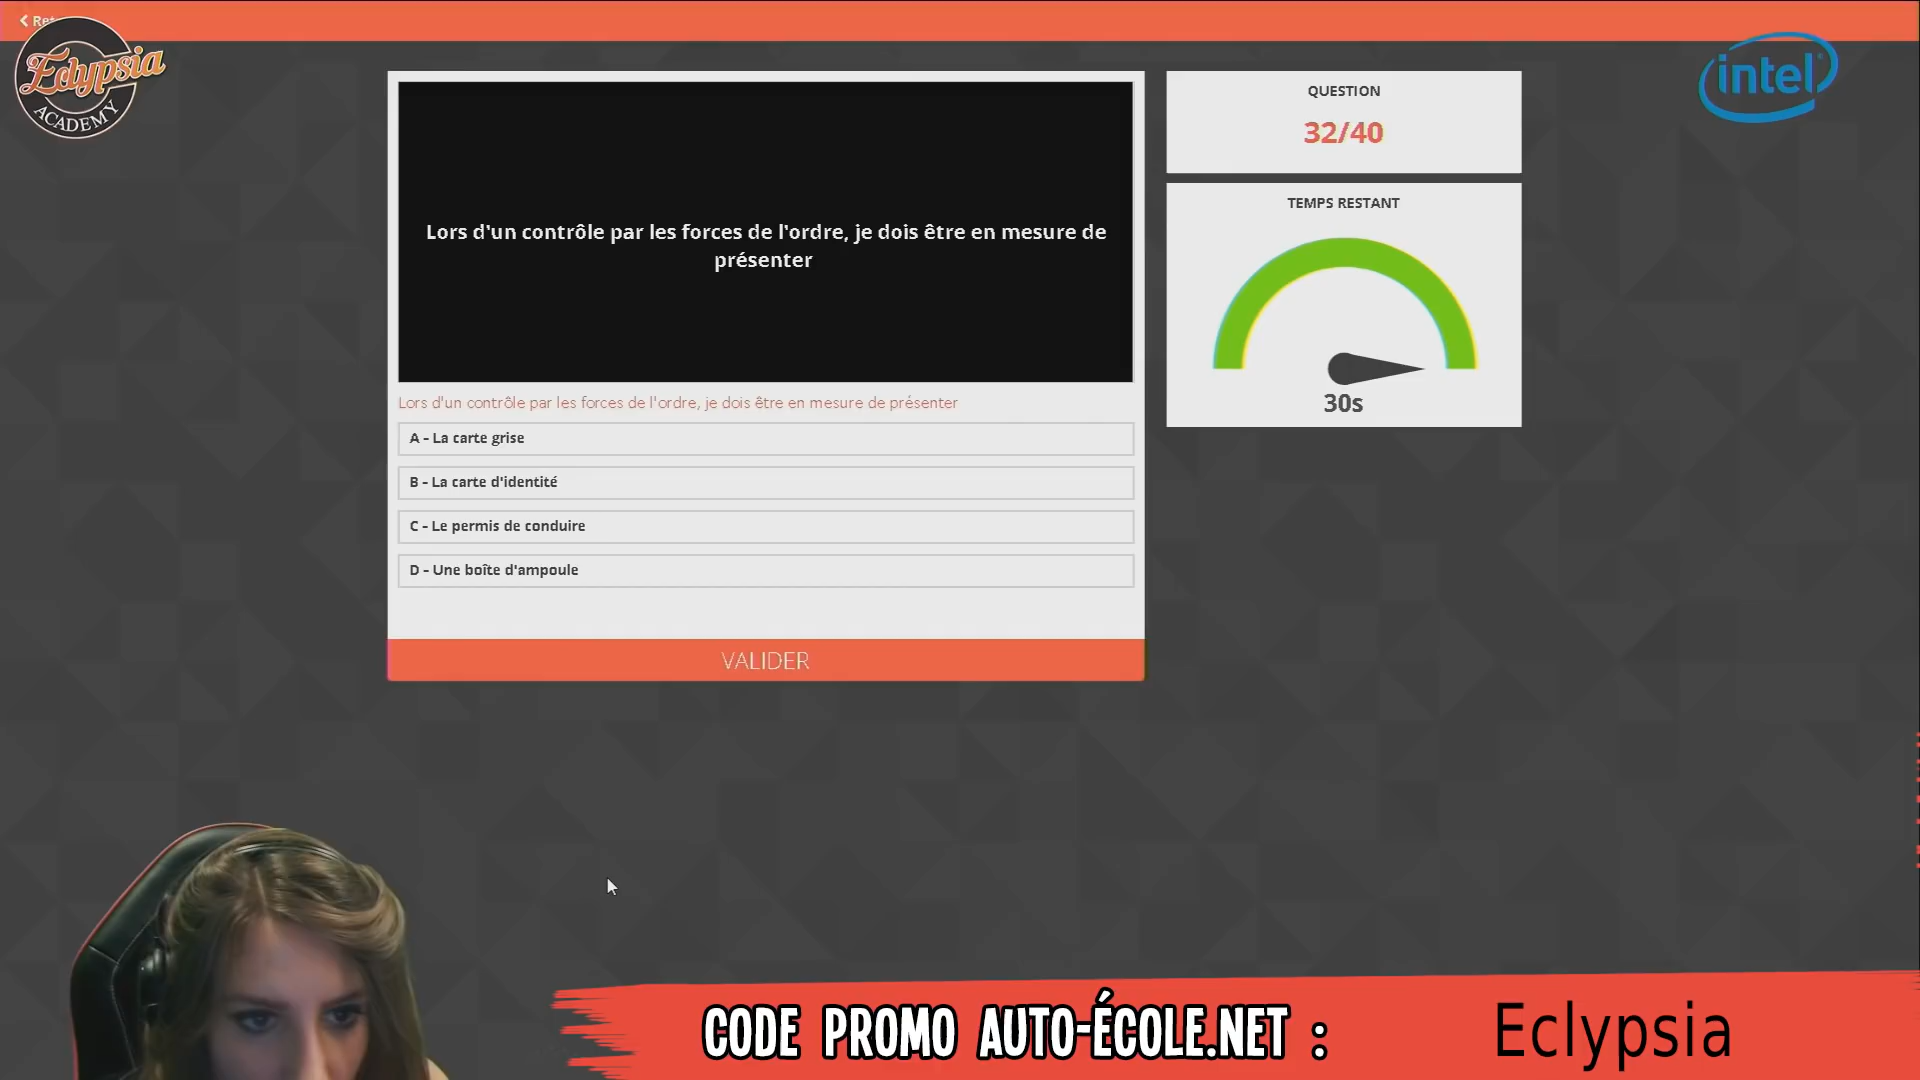 Eclypsia
ACADEMY
intel
QUESTION
32/40
Lors d'un contrôle par les forces de l'ordre, je dois être en mesure de
présenter
TEMPS RESTANT
30s
Lors d'un contrôle par les forces de l'ordre, je dois être en mesure de présenter
A - La carte grise
B - La carte d'identité
C - Le permis de conduire
D - Une boîte d'ampoule
VALIDER
CODE PROMO AUTO-ÉCOLE.NET :
Eclypsia